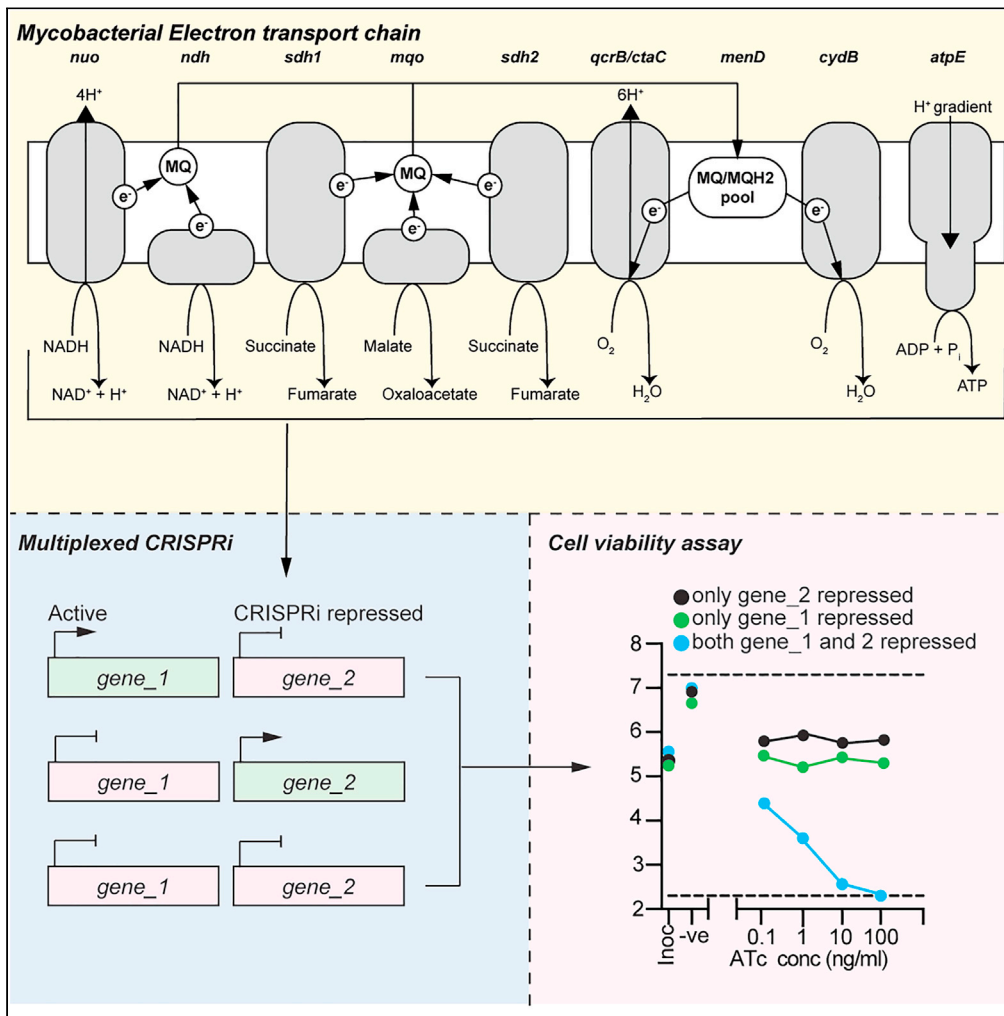 Mycobacterial Electron transport chain
nuo ndh sdh1 mqo sdh2 qcrB/ctaC menD cydB atpE
4H⁺ 6H⁺ H⁺ gradient
MQ MQ MQ/MQH2
pool
e⁻ e⁻ e⁻ e⁻ e⁻ e⁻ e⁻
NADH NADH Succinate Malate Succinate O₂ O₂ ADP + Pᵢ
NAD⁺ + H⁺ NAD⁺ + H⁺ Fumarate Oxaloacetate Fumarate H₂O H₂O ATP
Multiplexed CRISPRi
Active CRISPRi repressed
gene_1 gene_2
gene_1 gene_2
gene_1 gene_2
Cell viability assay
only gene_2 repressed
only gene_1 repressed
both gene_1 and 2 repressed
8
7
6
5
4
3
2
Inoc -ve 0.1 1 10 100
ATc conc (ng/ml)